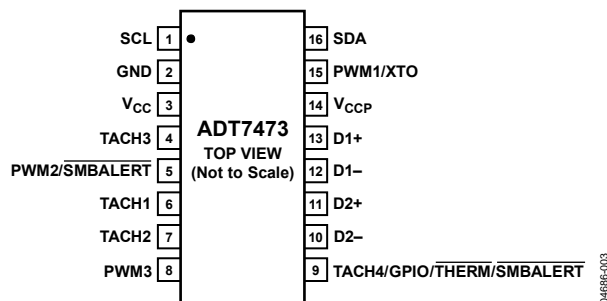 SCL 1
GND 2
VCC 3
TACH3 4
PWM2/SMBALERT 5
TACH1 6
TACH2 7
PWM3 8
ADT7473
TOP VIEW
(Not to Scale)
16 SDA
15 PWM1/XTO
14 VCCP
13 D1+
12 D1–
11 D2+
10 D2–
9 TACH4/GPIO/THERM/SMBALERT
04686-003